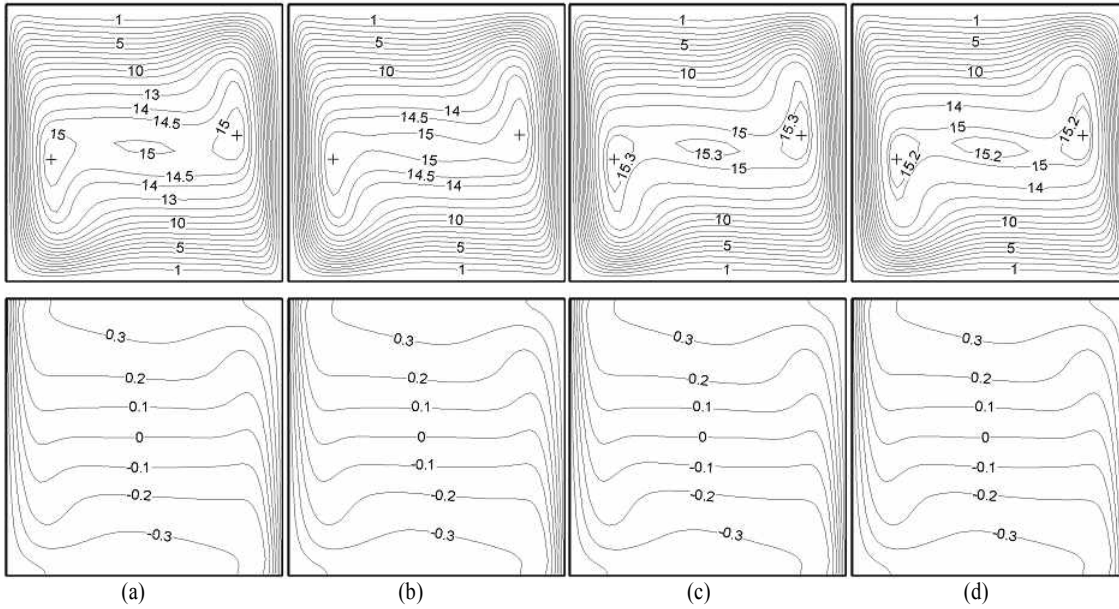 1 1 1 1
5 5 5 5
10 10 10 10
13 14 14 14
14 14.5 15 15
14.5 15 15.3 15.2
15 15 15.3 15.2
15 15 15.3 15.2
15 14.5 15 15
14.5 14 14 14
14 10 10 10
13 5 5 5
10 1 1 1
5
1
0.3 0.3 0.3 0.3
0.2 0.2 0.2 0.2
0.1 0.1 0.1 0.1
0 0 0 0
-0.1 -0.1 -0.1 -0.1
-0.2 -0.2 -0.2 -0.2
-0.3 -0.3 -0.3 -0.3
(a) (b) (c) (d)